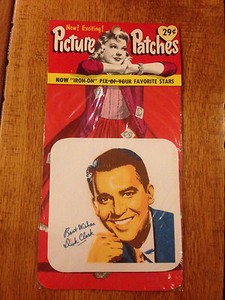 New! Exciting!
29¢
Picture Patches
NOW "IRON-ON" PIX-OF-YOUR FAVORITE STARS
Best Wishes
Dick Clark